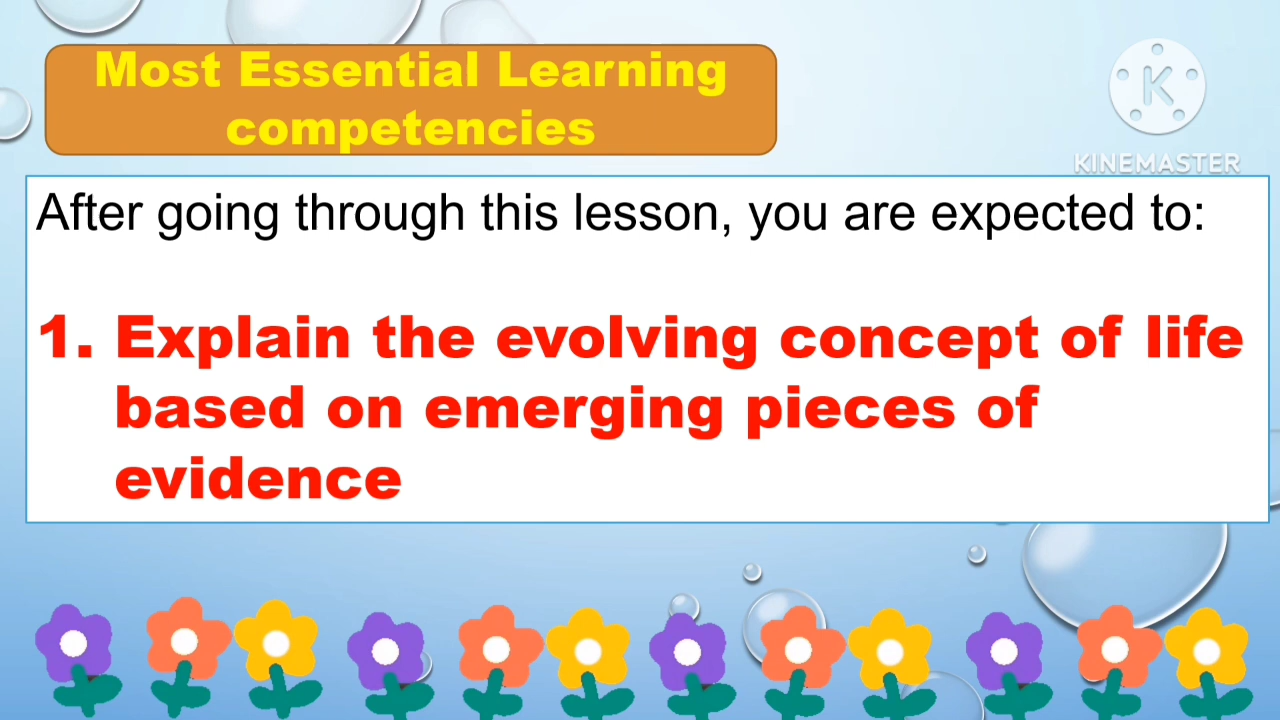 Most Essential Learning
competencies
K
KINEMASTER
After going through this lesson, you are expected to:
1. Explain the evolving concept of life
based on emerging pieces of
evidence